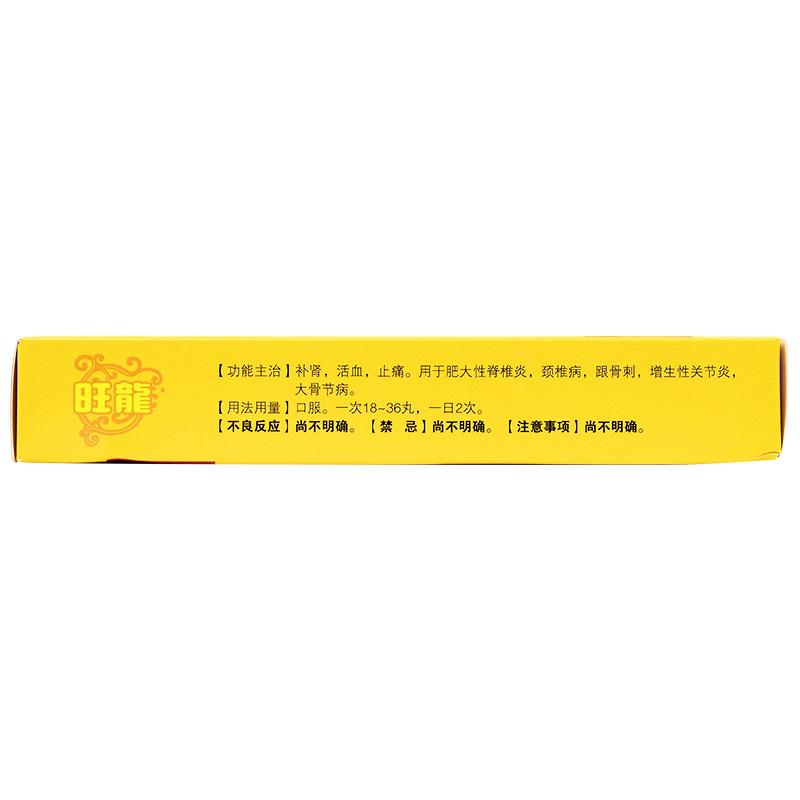 旺龍
【功能主治】补肾，活血，止痛。用于肥大性脊椎炎，颈椎病，跟骨刺，增生性关节炎，
大骨节病。
【用法用量】口服。一次18~36丸，一日2次。
【不良反应】尚不明确。【禁 忌】尚不明确。【注意事项】尚不明确。